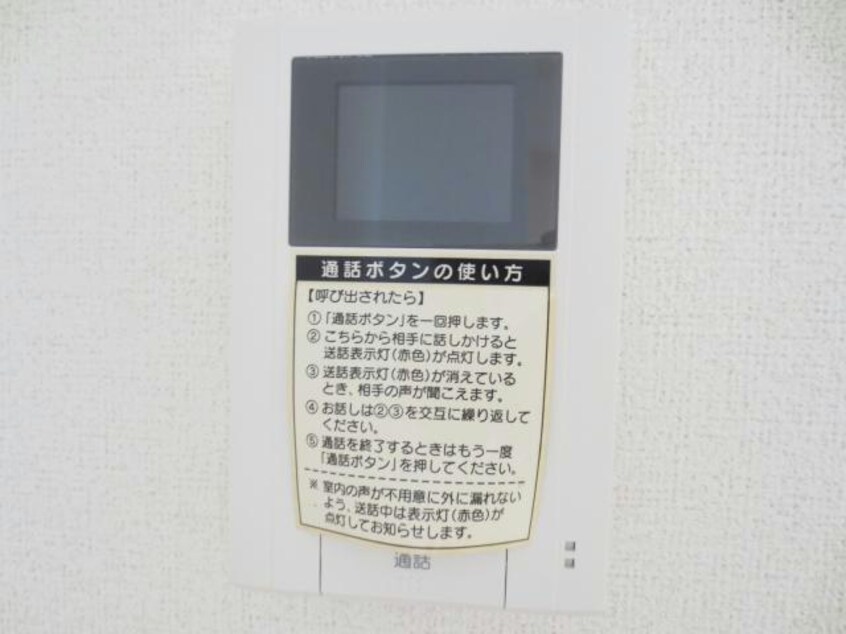 通話ボタンの使い方
【呼び出されたら】
①「通話ボタン」を一回押します。
②こちらから相手に話しかけると
送話表示灯(赤色)が点灯します。
③送話表示灯(赤色)が消えている
とき、相手の声が聞こえます。
④お話しは②③を交互に繰り返して
ください。
⑤通話を終了するときはもう一度
「通話ボタン」を押してください。
※室内の声が不用意に外に漏れない
よう、送話中は表示灯(赤色)が
点灯してお知らせします。
通話